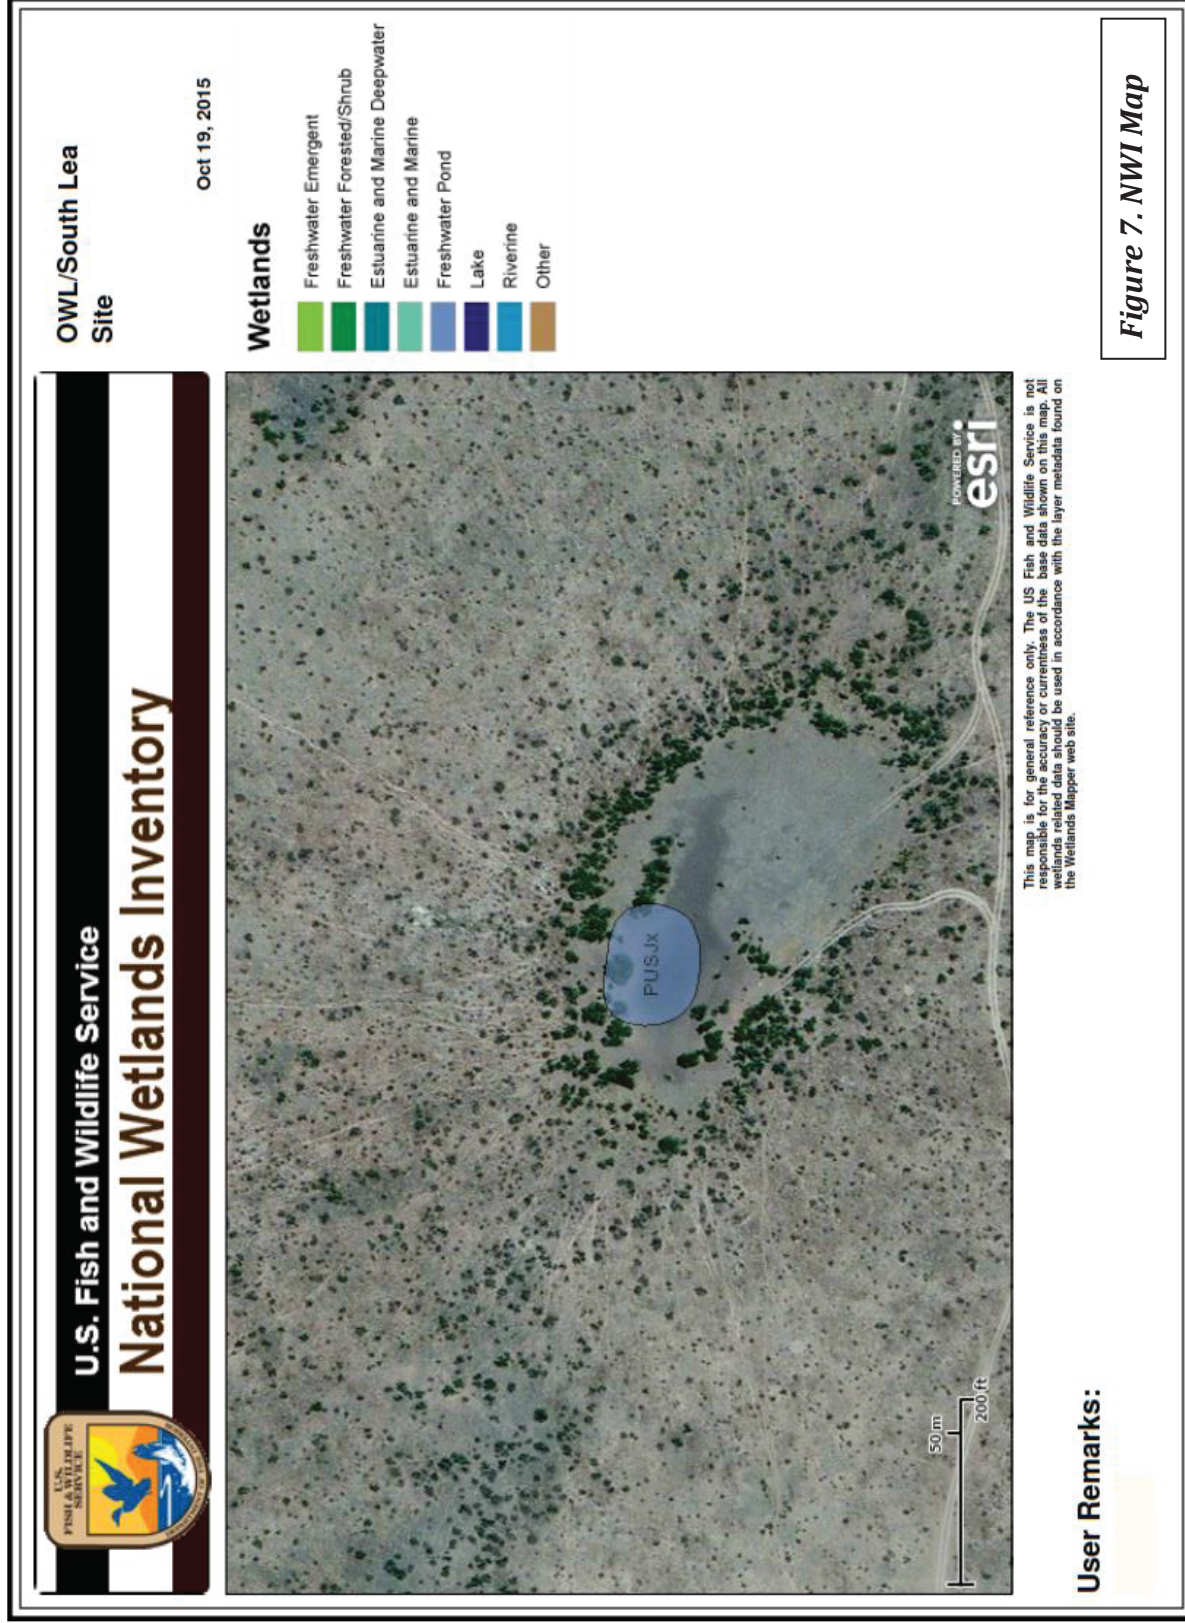 U.S.
FISH & WILDLIFE
SERVICE
U.S. Fish and Wildlife Service
National Wetlands Inventory
OWL/South Lea
Site
Oct 19, 2015
Wetlands
Freshwater Emergent
Freshwater Forested/Shrub
Estuarine and Marine Deepwater
Estuarine and Marine
Freshwater Pond
Lake
Riverine
Other
PUSJx
50 m
200 ft
POWERED BY
esri
This map is for general reference only. The US Fish and Wildlife Service is not
responsible for the accuracy or currentness of the base data shown on this map. All
wetlands related data should be used in accordance with the layer metadata found on
the Wetlands Mapper web site.
User Remarks:
Figure 7. NWI Map